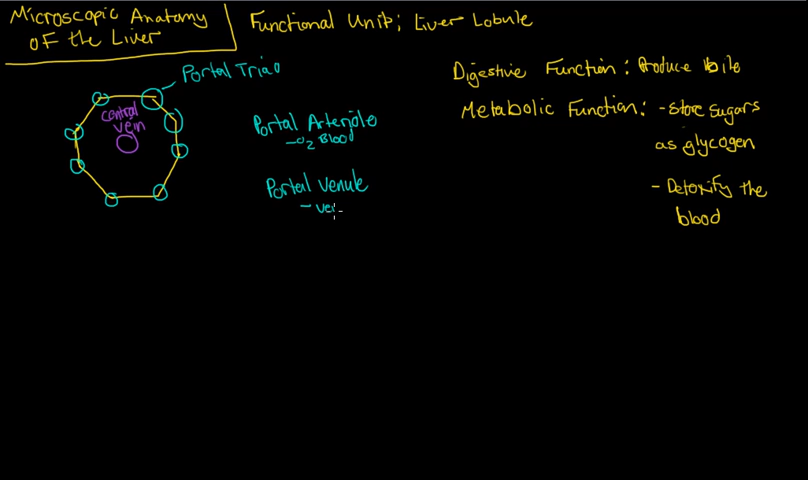 Microscopic Anatomy
of the Liver
Functional Unit; Liver Lobule
Portal Triad
central
vein
Portal Arteriole
- O2 Blood
Portal Venule
- ve
Digestive Function: Produce bile
Metabolic Function: - Store sugars
as glycogen
- Detoxify the
blood